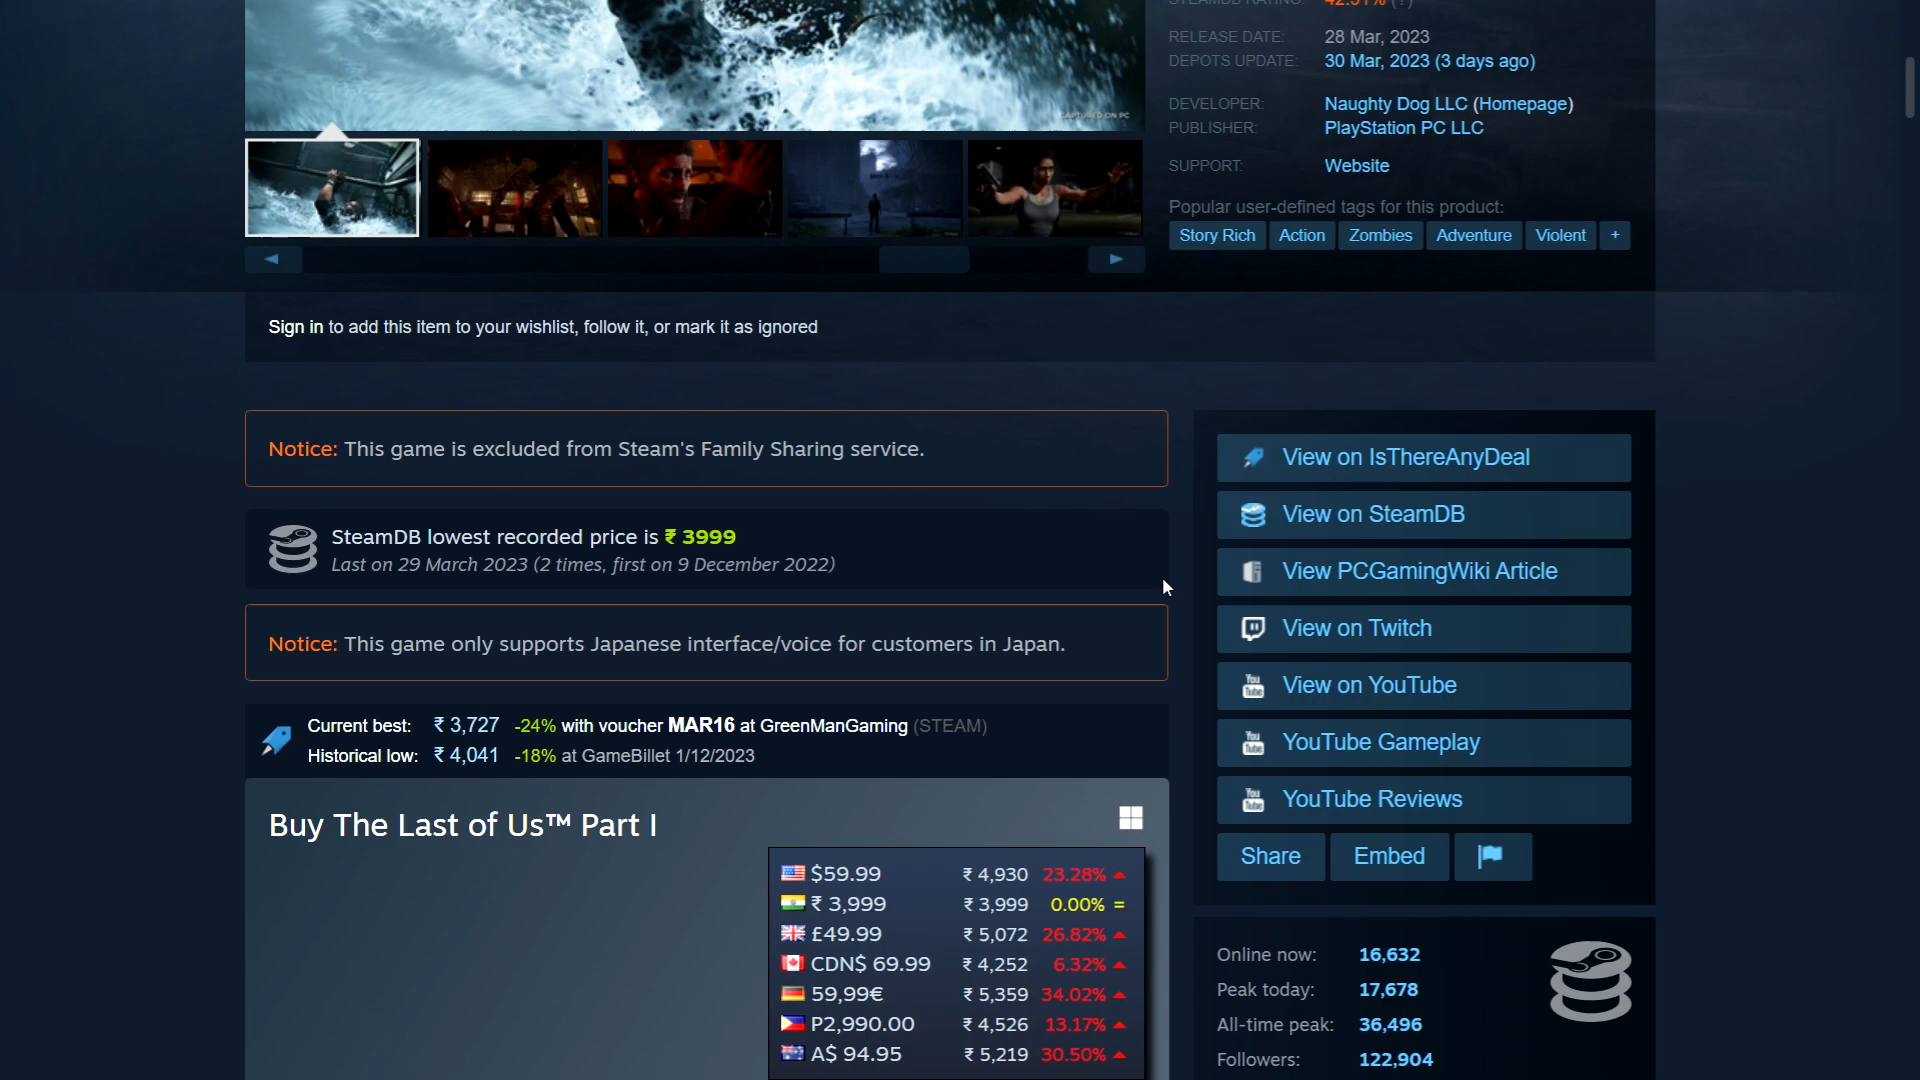 CAPTURED ON PC
RELEASE DATE: 28 Mar, 2023
DEPOTS UPDATE: 30 Mar, 2023 (3 days ago)
DEVELOPER: Naughty Dog LLC (Homepage)
PUBLISHER: PlayStation PC LLC
SUPPORT: Website
Popular user-defined tags for this product:
Story Rich Action Zombies Adventure Violent +
Sign in to add this item to your wishlist, follow it, or mark it as ignored
Notice: This game is excluded from Steam's Family Sharing service.
SteamDB lowest recorded price is ₹ 3999
Last on 29 March 2023 (2 times, first on 9 December 2022)
Notice: This game only supports Japanese interface/voice for customers in Japan.
Current best: ₹ 3,727 -24% with voucher MAR16 at GreenManGaming (STEAM)
Historical low: ₹ 4,041 -18% at GameBillet 1/12/2023
Buy The Last of Us™ Part I
$59.99 ₹ 4,930 23.28%
₹ 3,999 ₹ 3,999 0.00% =
£49.99 ₹ 5,072 26.82%
CDN$ 69.99 ₹ 4,252 6.32%
59,99€ ₹ 5,359 34.02%
P2,990.00 ₹ 4,526 13.17%
A$ 94.95 ₹ 5,219 30.50%
View on IsThereAnyDeal
View on SteamDB
View PCGamingWiki Article
View on Twitch
You Tube View on YouTube
You Tube YouTube Gameplay
You Tube YouTube Reviews
Share Embed
Online now: 16,632
Peak today: 17,678
All-time peak: 36,496
Followers: 122,904